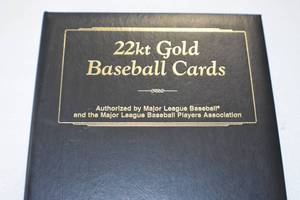 22kt Gold
Baseball Cards
Authorized by Major League Baseball®
and the Major League Baseball Players Association